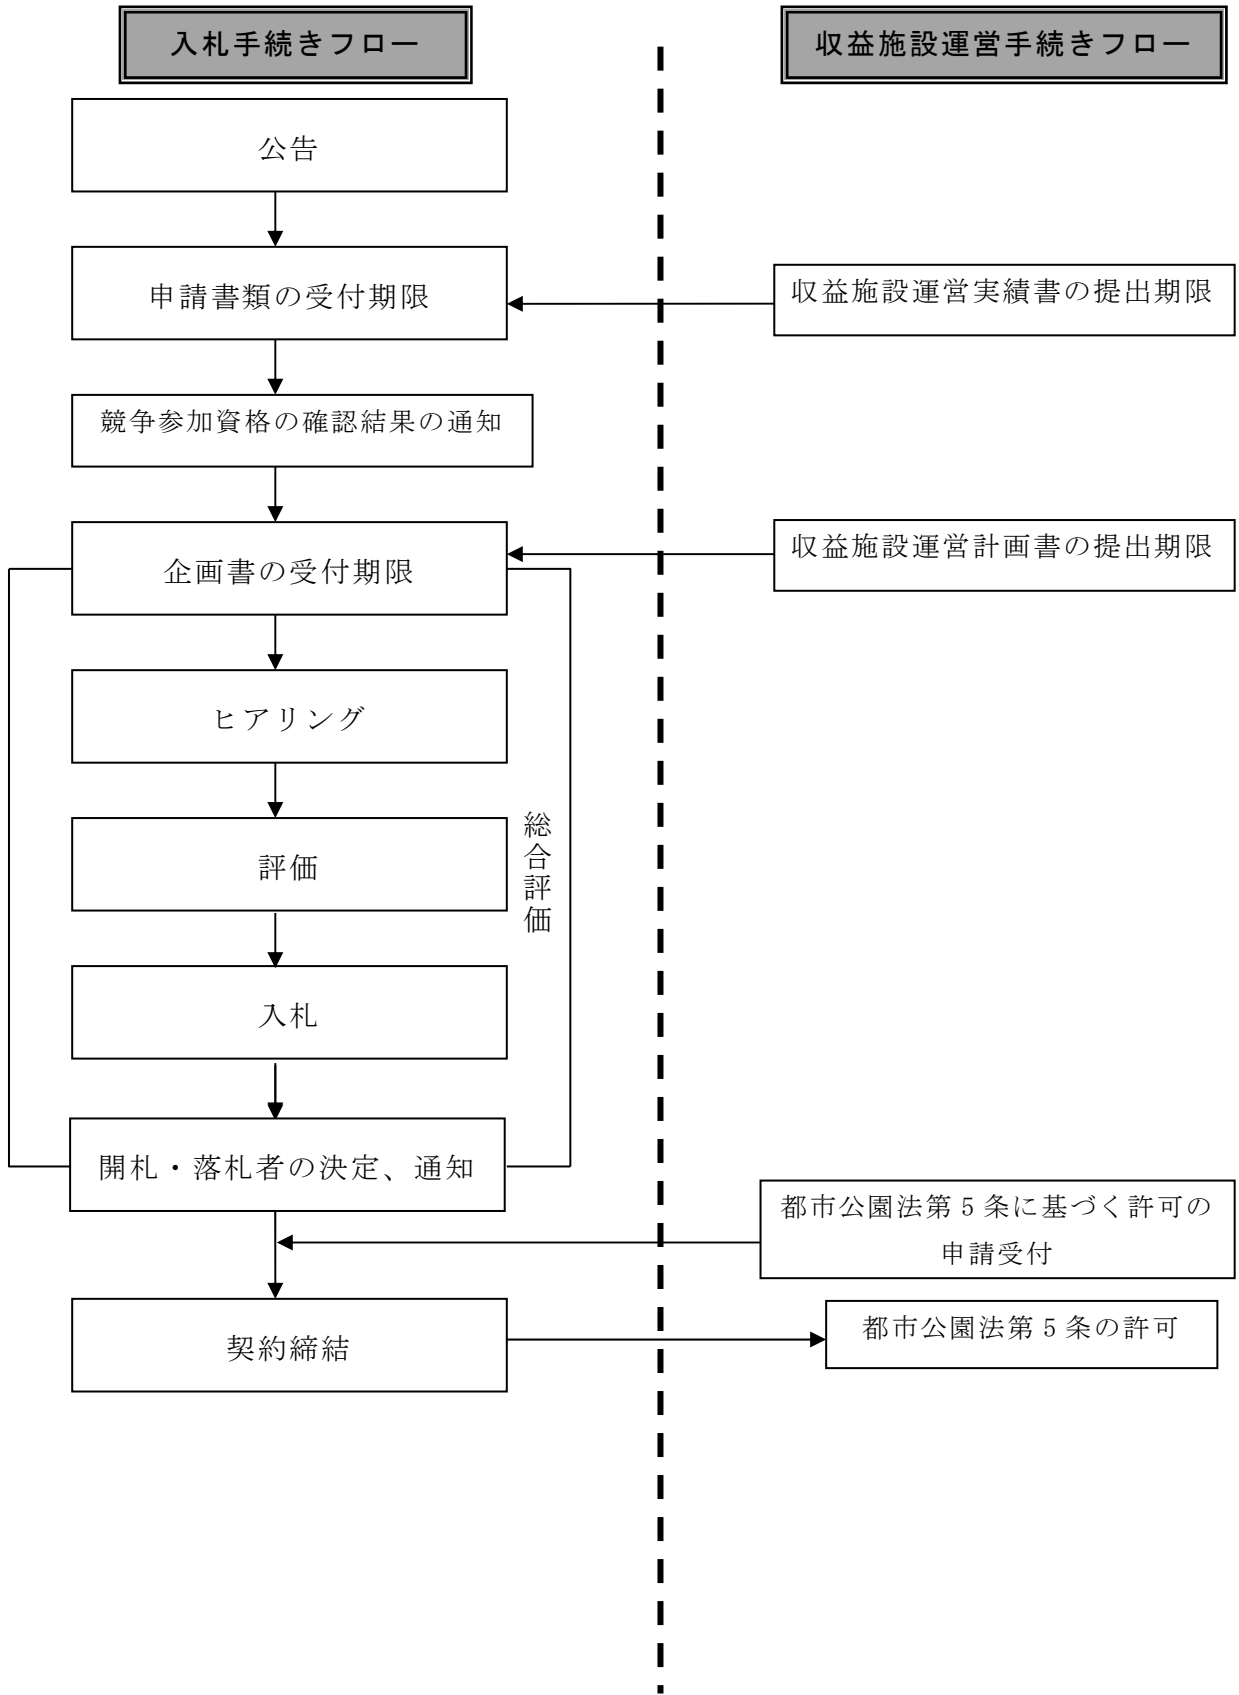 入札手続きフロー
収益施設運営手続きフロー
公告
申請書類の受付期限
収益施設運営実績書の提出期限
競争参加資格の確認結果の通知
企画書の受付期限
収益施設運営計画書の提出期限
ヒアリング
評価
総合評価
入札
開札・落札者の決定、通知
都市公園法第5条に基づく許可の
申請受付
契約締結
都市公園法第5条の許可